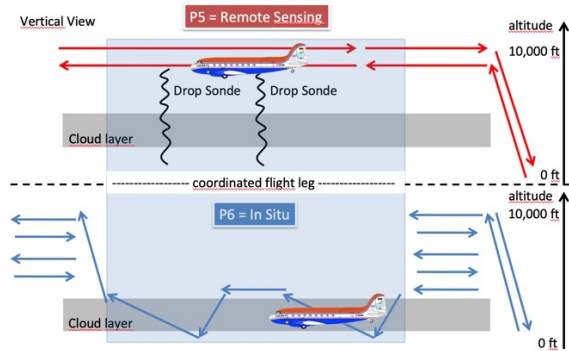 Vertical View
P5 = Remote Sensing
altitude
10,000 ft
Drop Sonde
Drop Sonde
Cloud layer
0 ft
coordinated flight leg
P6 = In Situ
altitude
10,000 ft
Cloud layer
0 ft